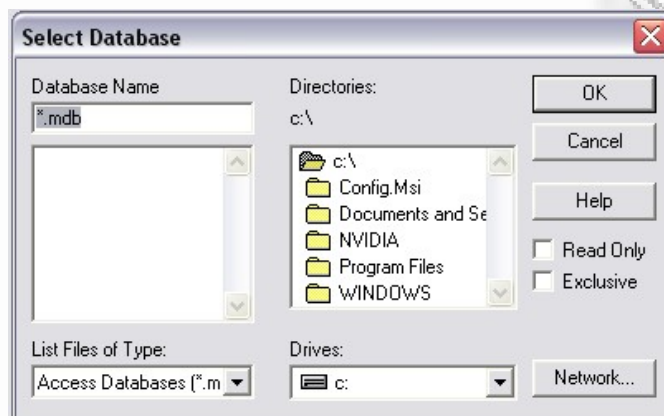 Select Database
Database Name
*.mdb
Directories:
c:\
c:\
Config.Msi
Documents and Se
NVIDIA
Program Files
WINDOWS
OK
Cancel
Help
Read Only
Exclusive
List Files of Type:
Access Databases (*.m
Drives:
c:
Network...